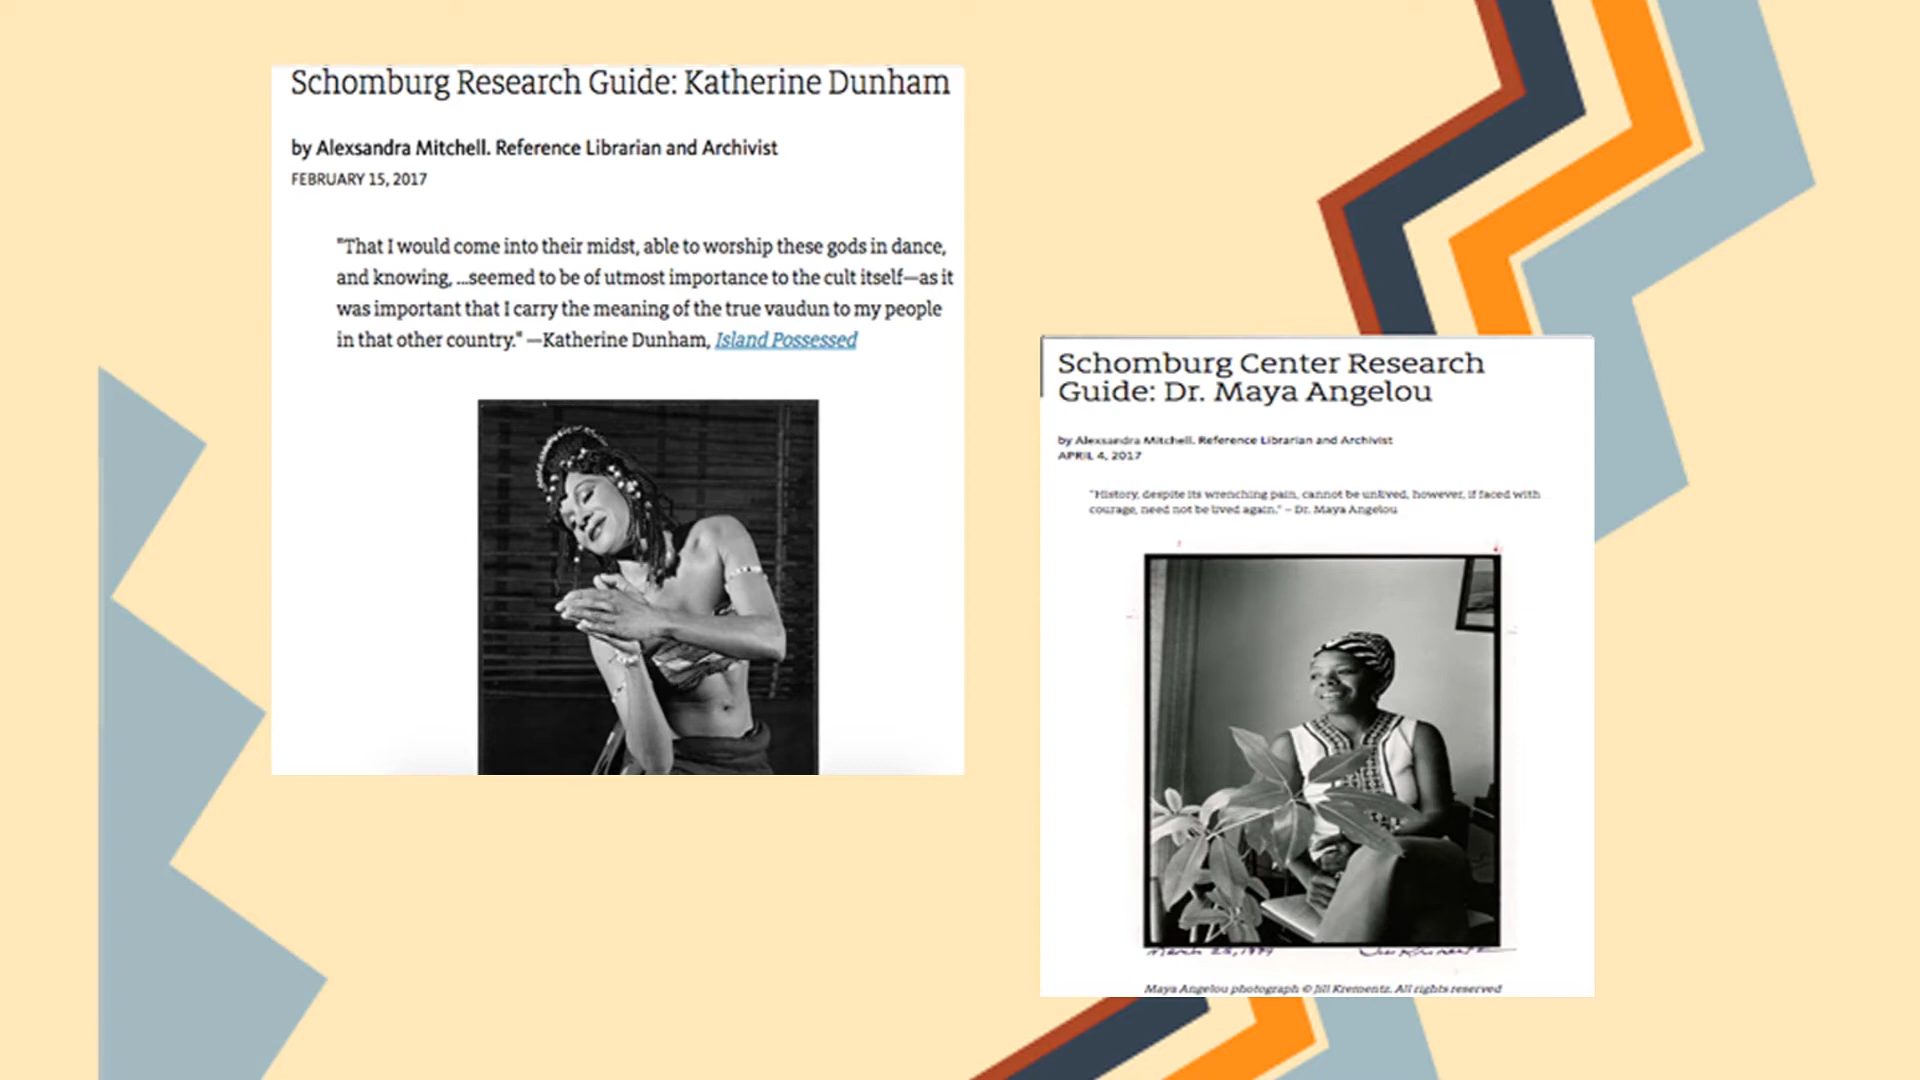 Schomburg Research Guide: Katherine Dunham
by Alexsandra Mitchell. Reference Librarian and Archivist
FEBRUARY 15, 2017
"That I would come into their midst, able to worship these gods in dance,
and knowing, ...seemed to be of utmost importance to the cult itself—as it
was important that I carry the meaning of the true vaudun to my people
in that other country." —Katherine Dunham, Island Possessed
Schomburg Center Research
Guide: Dr. Maya Angelou
by Alexsandra Mitchell. Reference Librarian and Archivist
APRIL 4, 2017
"History, despite its wrenching pain, cannot be unlived, however, if faced with
courage, need not be lived again." – Dr. Maya Angelou
Maya Angelou photograph © Jill Krementz. All rights reserved